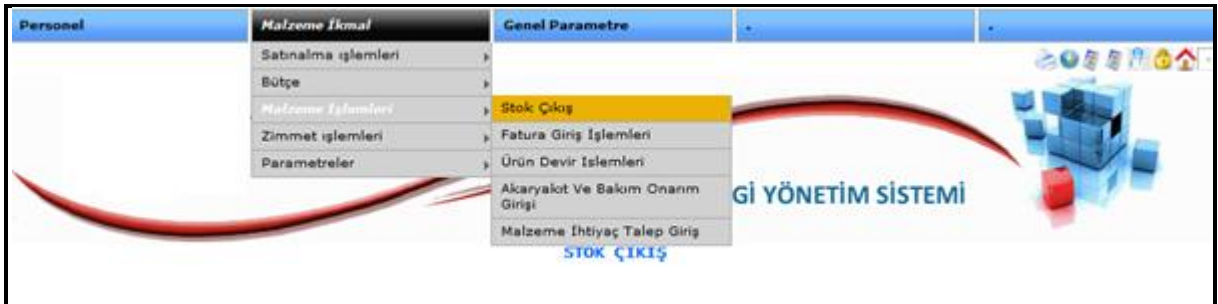 Personel Malzeme İkmal Genel Parametre . .
Satınalma işlemleri
Bütçe
Malzeme İşlemleri Stok Çıkış
Zimmet işlemleri Fatura Giriş İşlemleri
Parametreler Ürün Devir İslemleri
Akaryakıt Ve Bakım Onarım
Girişi
Gİ YÖNETİM SİSTEMİ
Malzeme İhtiyaç Talep Giriş
STOK ÇIKIŞ